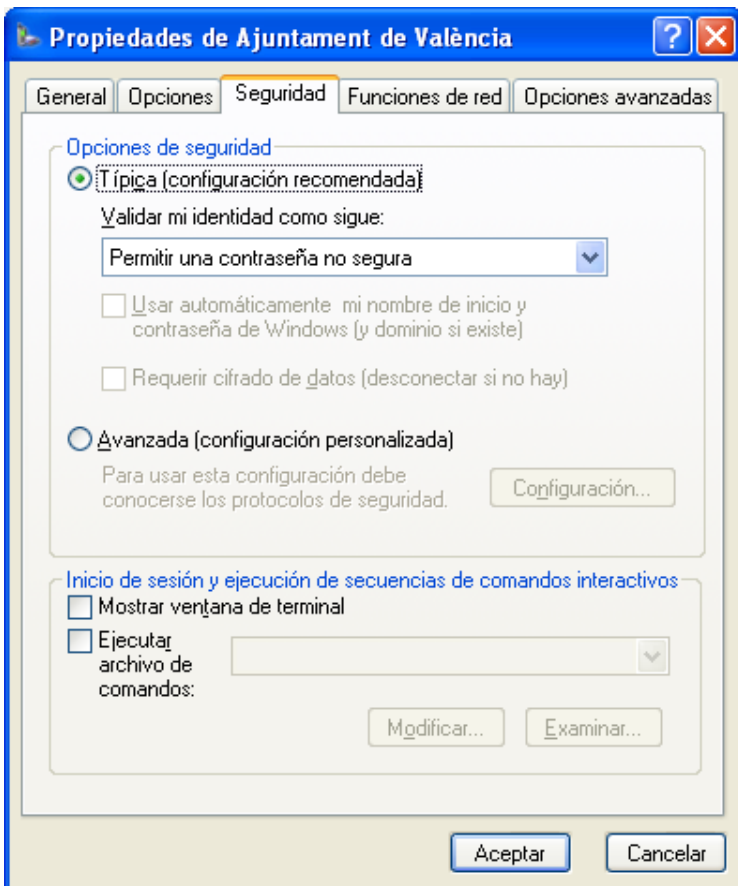 Propiedades de Ajuntament de València
General Opciones Seguridad Funciones de red Opciones avanzadas
Opciones de seguridad
Típica (configuración recomendada)
Validar mi identidad como sigue:
Permitir una contraseña no segura
Usar automáticamente mi nombre de inicio y
contraseña de Windows (y dominio si existe)
Requerir cifrado de datos (desconectar si no hay)
Avanzada (configuración personalizada)
Para usar esta configuración debe
conocerse los protocolos de seguridad.
Configuración...
Inicio de sesión y ejecución de secuencias de comandos interactivos
Mostrar ventana de terminal
Ejecutar
archivo de
comandos:
Modificar... Examinar...
Aceptar Cancelar